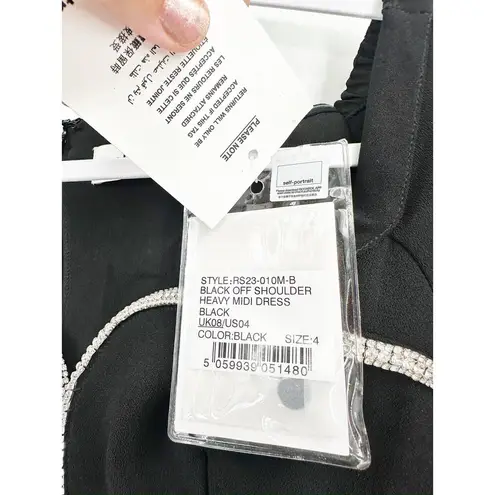 PLEASE NOTE
RETURNS WILL ONLY BE
ACCEPTED IF THIS TAG
REMAINS ATTACHED
LES RETOURS NE SERONT
ACCEPTÉS QUE SI CETTE
ÉTIQUETTE RESTE JOINTE
self-portrait
STYLE:RS23-010M-B
BLACK OFF SHOULDER
HEAVY MIDI DRESS
BLACK
UK08/US04
COLOR:BLACK SIZE:4
5 059939 051480